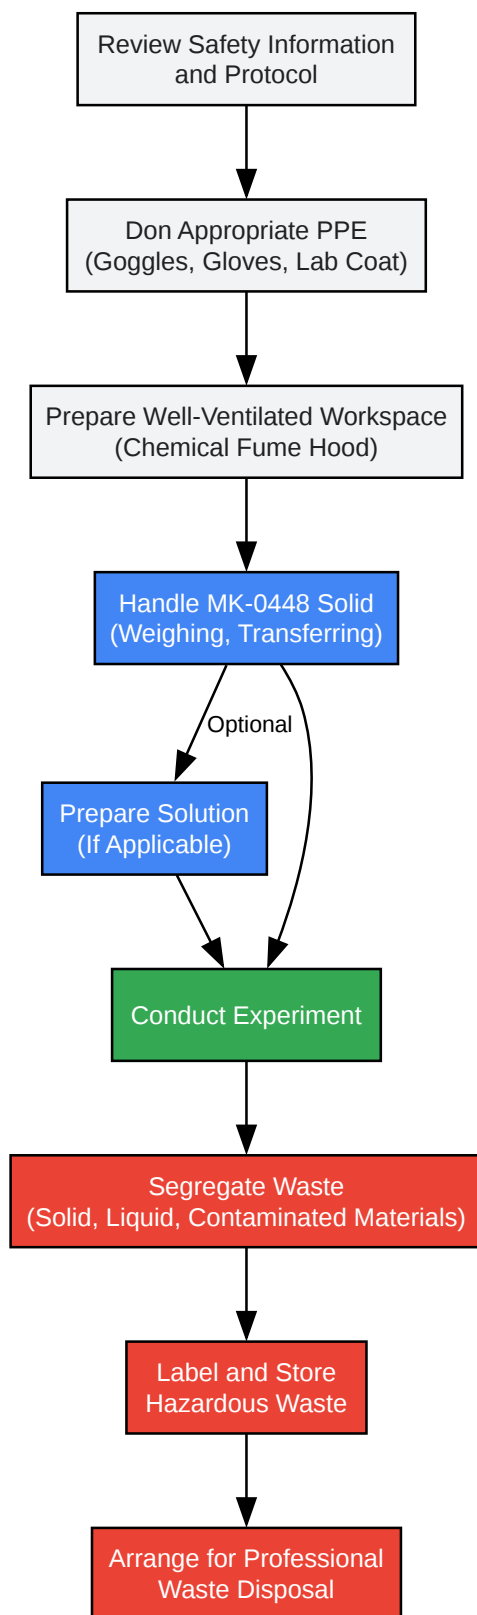 Review Safety Information
and Protocol
Don Appropriate PPE
(Goggles, Gloves, Lab Coat)
Prepare Well-Ventilated Workspace
(Chemical Fume Hood)
Handle MK-0448 Solid
(Weighing, Transferring)
Optional
Prepare Solution
(If Applicable)
Conduct Experiment
Segregate Waste
(Solid, Liquid, Contaminated Materials)
Label and Store
Hazardous Waste
Arrange for Professional
Waste Disposal